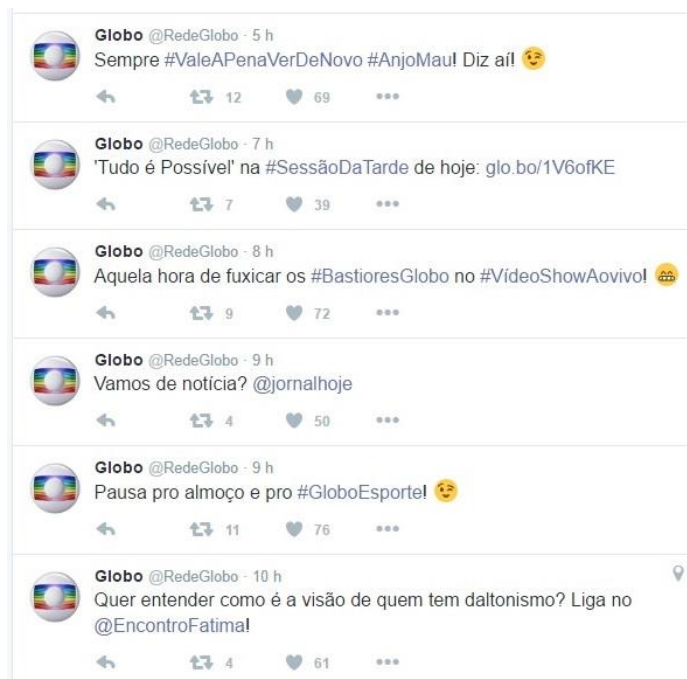 Globo @RedeGlobo · 5 h
Sempre #ValeAPenaVerDeNovo #AnjoMau! Diz aí! 😉
12 69
Globo @RedeGlobo · 7 h
'Tudo é Possível' na #SessãoDaTarde de hoje: glo.bo/1V6ofKE
7 39
Globo @RedeGlobo · 8 h
Aquela hora de fuxicar os #BastioresGlobo no #VídeoShowAovivo! 😁
9 72
Globo @RedeGlobo · 9 h
Vamos de notícia? @jornalhoje
4 50
Globo @RedeGlobo · 9 h
Pausa pro almoço e pro #GloboEsporte! 😉
11 76
Globo @RedeGlobo · 10 h
Quer entender como é a visão de quem tem daltonismo? Liga no
@EncontroFatima!
4 61